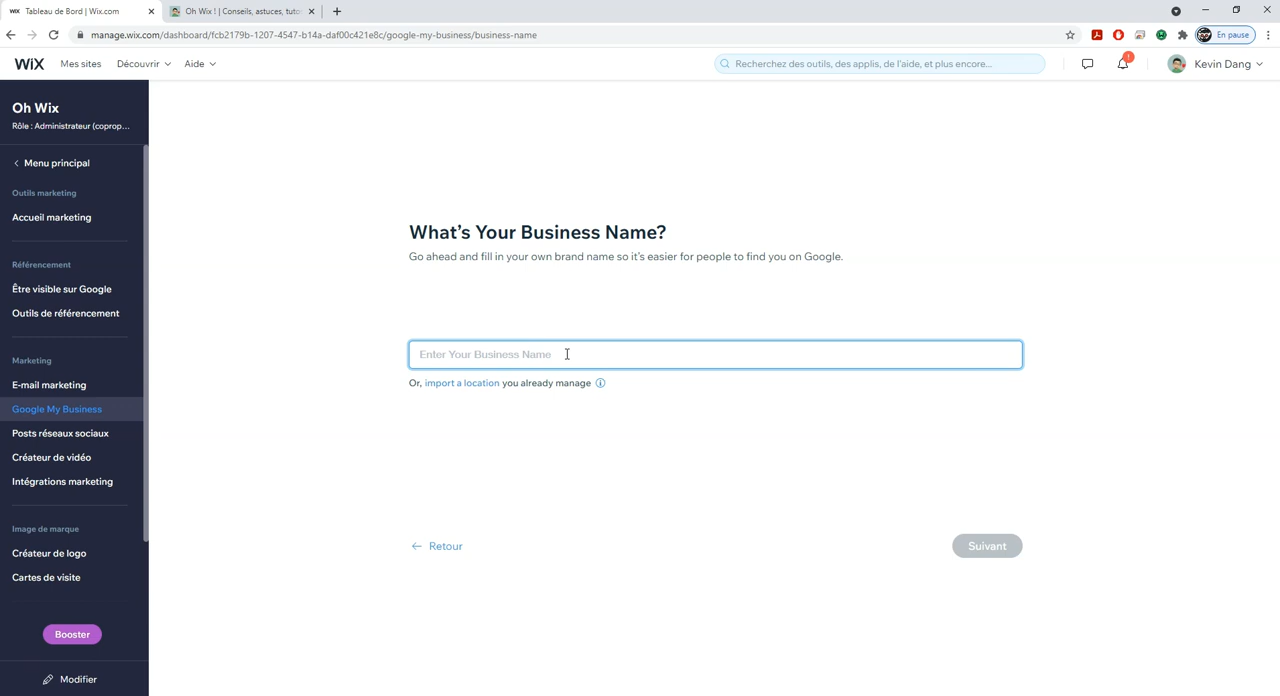 WiX Tableau de Bord | Wix.com
Oh Wix ! | Conseils, astuces, tuto
manage.wix.com/dashboard/fcb2179b-1207-4547-b14a-daf00c421e8c/google-my-business/business-name
En pause
WiX
Mes sites
Découvrir
Aide
Recherchez des outils, des applis, de l'aide, et plus encore...
1
Kevin Dang
Oh Wix
Rôle : Administrateur (coprop...
Menu principal
Outils marketing
Accueil marketing
Référencement
Être visible sur Google
Outils de référencement
Marketing
E-mail marketing
Google My Business
Posts réseaux sociaux
Créateur de vidéo
Intégrations marketing
Image de marque
Créateur de logo
Cartes de visite
Booster
Modifier
What's Your Business Name?
Go ahead and fill in your own brand name so it's easier for people to find you on Google.
Enter Your Business Name
Or, import a location you already manage
Retour
Suivant